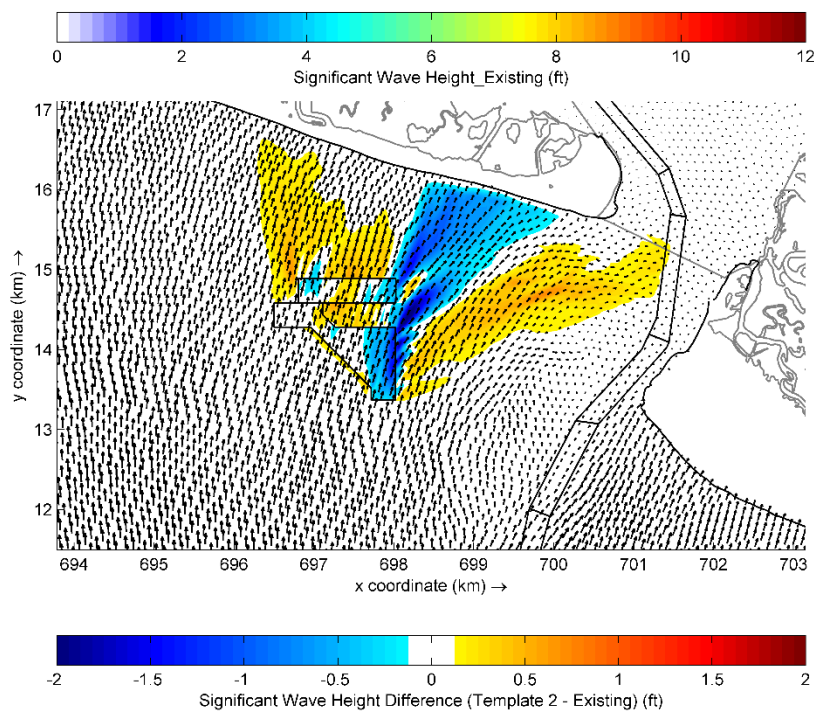 0 2 4 6 8 10 12
Significant Wave Height_Existing (ft)
17
16
15
14
13
12
y coordinate (km) →
694 695 696 697 698 699 700 701 702 703
x coordinate (km) →
-2 -1.5 -1 -0.5 0 0.5 1 1.5 2
Significant Wave Height Difference (Template 2 - Existing) (ft)